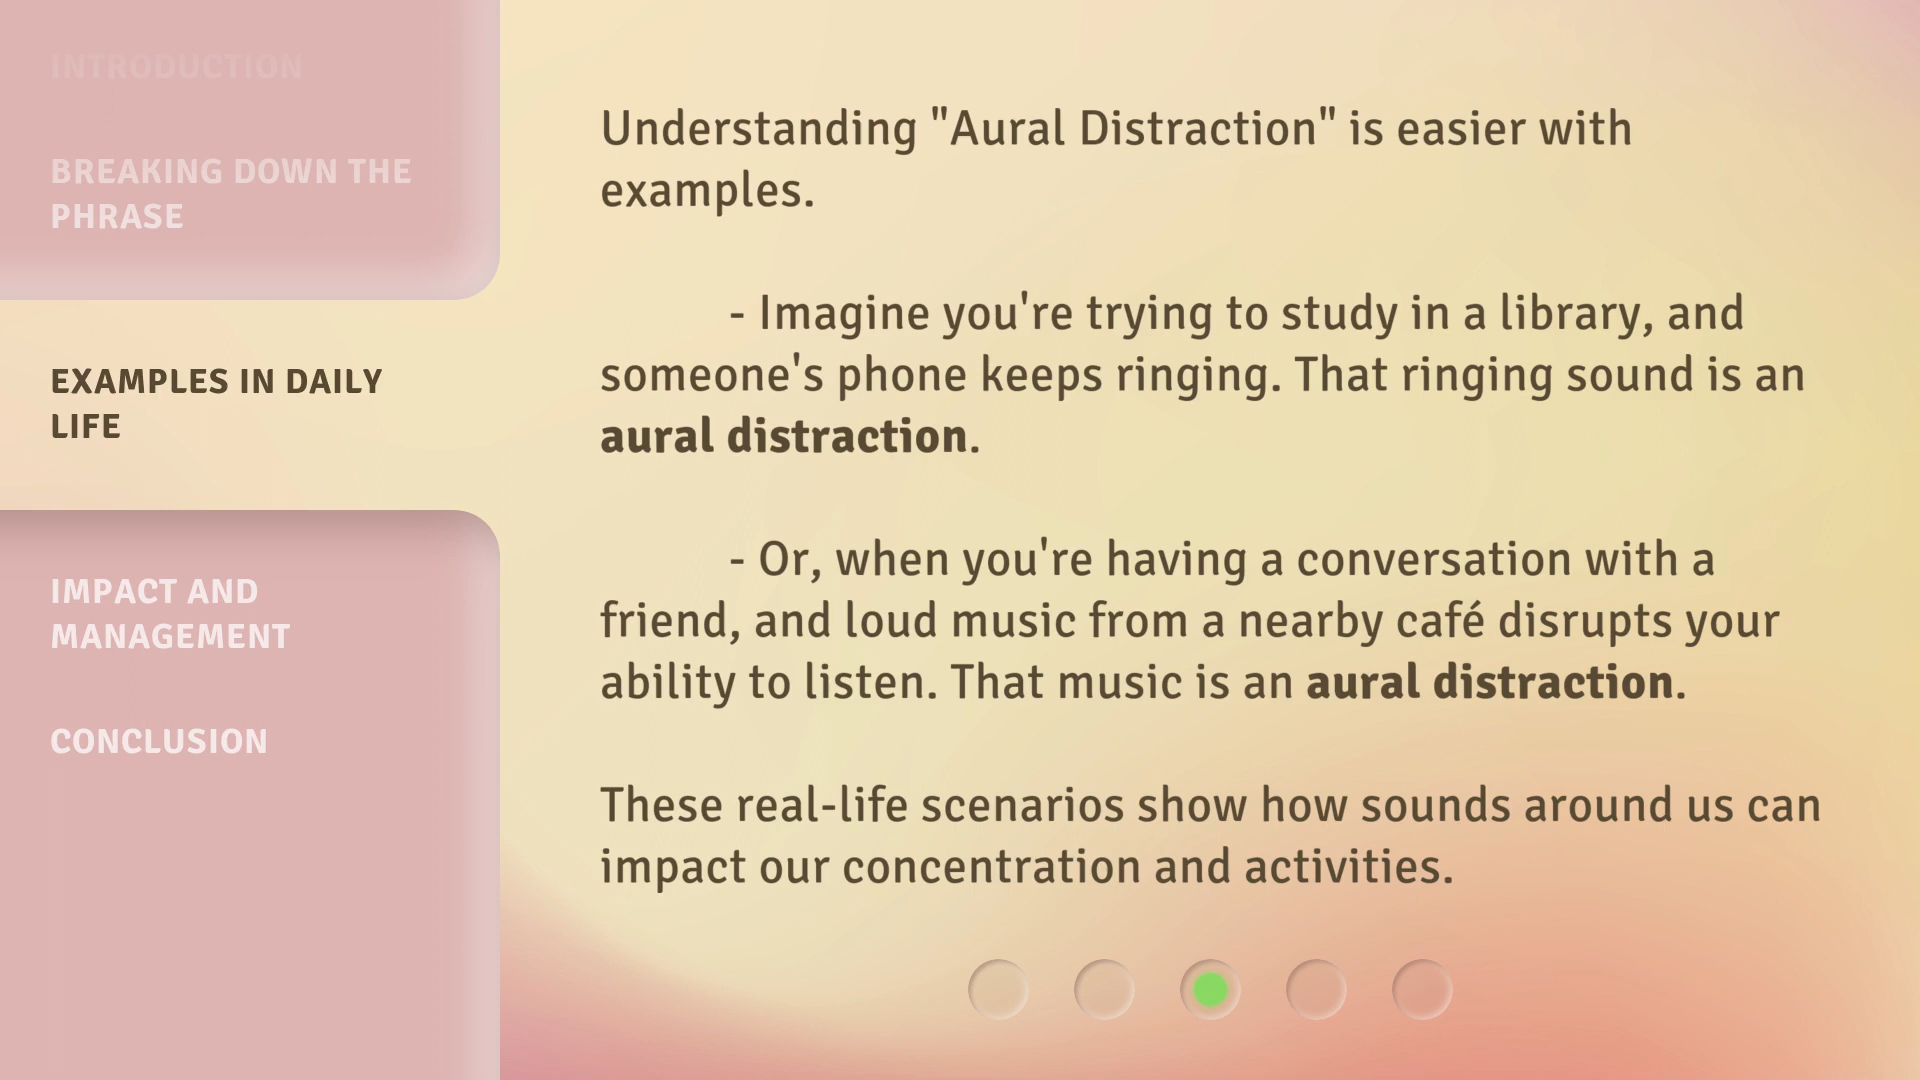 INTRODUCTION
BREAKING DOWN THE
PHRASE
EXAMPLES IN DAILY
LIFE
IMPACT AND
MANAGEMENT
CONCLUSION
Understanding "Aural Distraction" is easier with
examples.
- Imagine you're trying to study in a library, and
someone's phone keeps ringing. That ringing sound is an
aural distraction.
- Or, when you're having a conversation with a
friend, and loud music from a nearby café disrupts your
ability to listen. That music is an aural distraction.
These real-life scenarios show how sounds around us can
impact our concentration and activities.